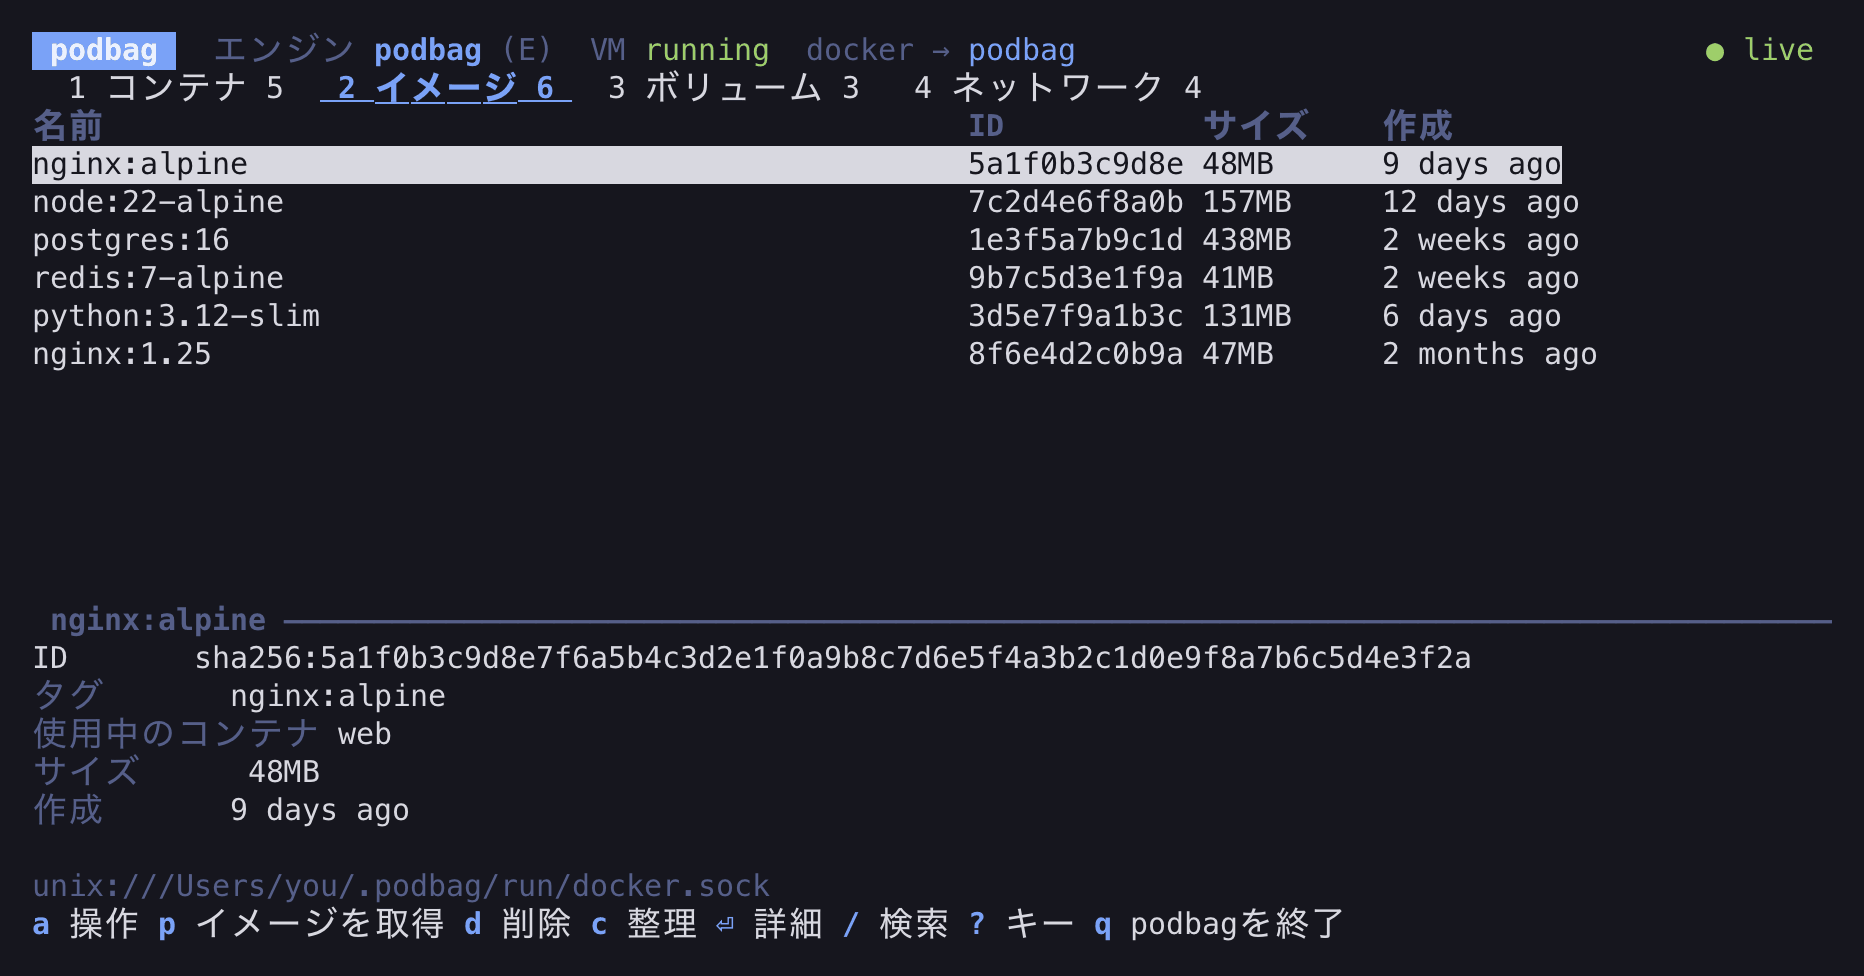 podbag エンジン podbag (E) VM running docker → podbag ● live
1 コンテナ 5 2 イメージ 6 3 ボリューム 3 4 ネットワーク 4
名前 ID サイズ 作成
nginx:alpine 5a1f0b3c9d8e 48MB 9 days ago
node:22-alpine 7c2d4e6f8a0b 157MB 12 days ago
postgres:16 1e3f5a7b9c1d 438MB 2 weeks ago
redis:7-alpine 9b7c5d3e1f9a 41MB 2 weeks ago
python:3.12-slim 3d5e7f9a1b3c 131MB 6 days ago
nginx:1.25 8f6e4d2c0b9a 47MB 2 months ago
nginx:alpine
ID sha256:5a1f0b3c9d8e7f6a5b4c3d2e1f0a9b8c7d6e5f4a3b2c1d0e9f8a7b6c5d4e3f2a
タグ nginx:alpine
使用中のコンテナ web
サイズ 48MB
作成 9 days ago
unix:///Users/you/.podbag/run/docker.sock
a 操作 p イメージを取得 d 削除 c 整理 ⏎ 詳細 / 検索 ? キー q podbagを終了